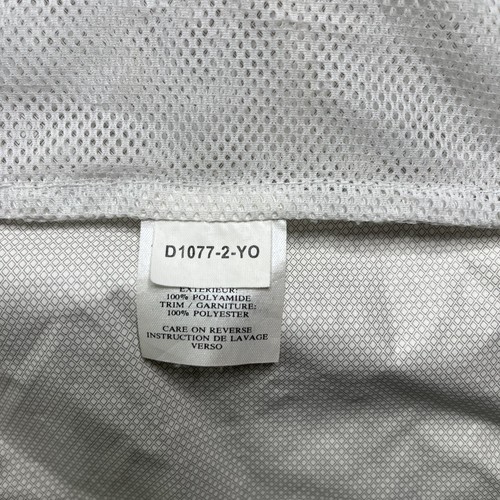 D1077-2-YO
EXTERIEUR:
100% POLYAMIDE
TRIM / GARNITURE:
100% POLYESTER
CARE ON REVERSE
INSTRUCTION DE LAVAGE
VERSO